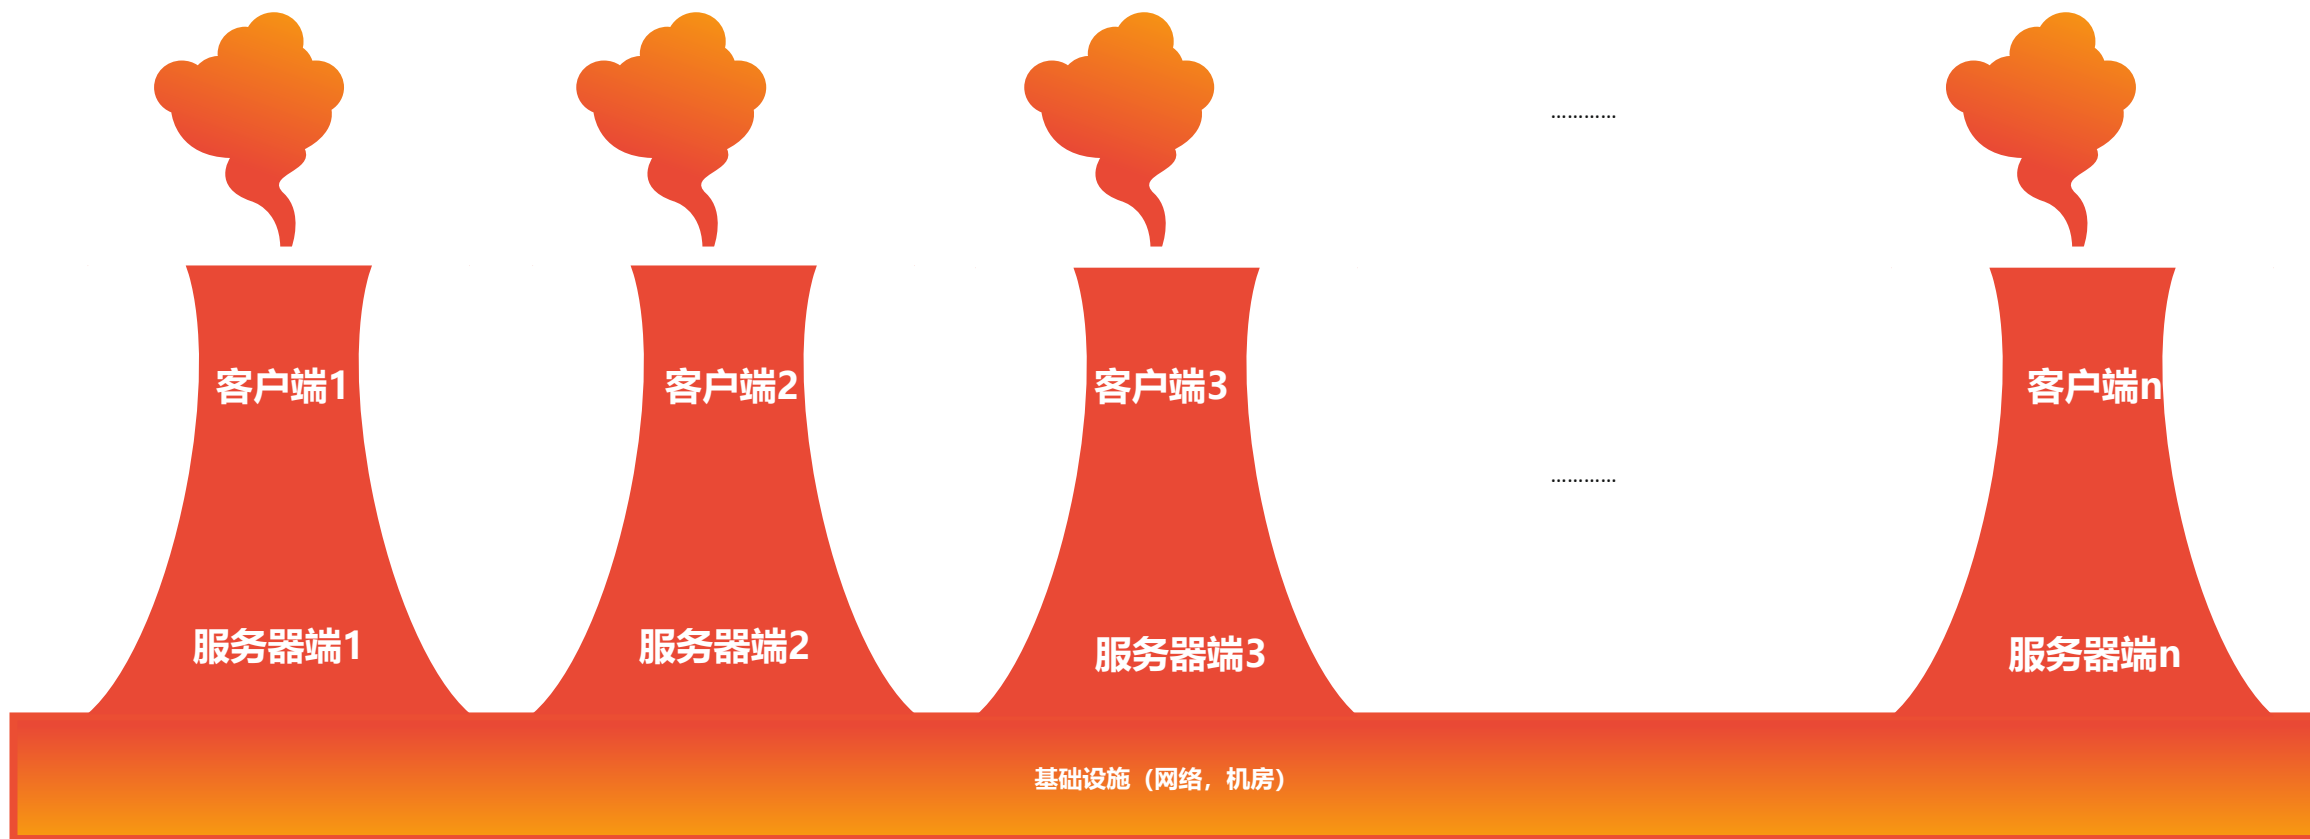 …………
客户端1
客户端2
客户端3
客户端n
…………
服务器端1
服务器端2
服务器端3
服务器端n
基础设施（网络，机房）